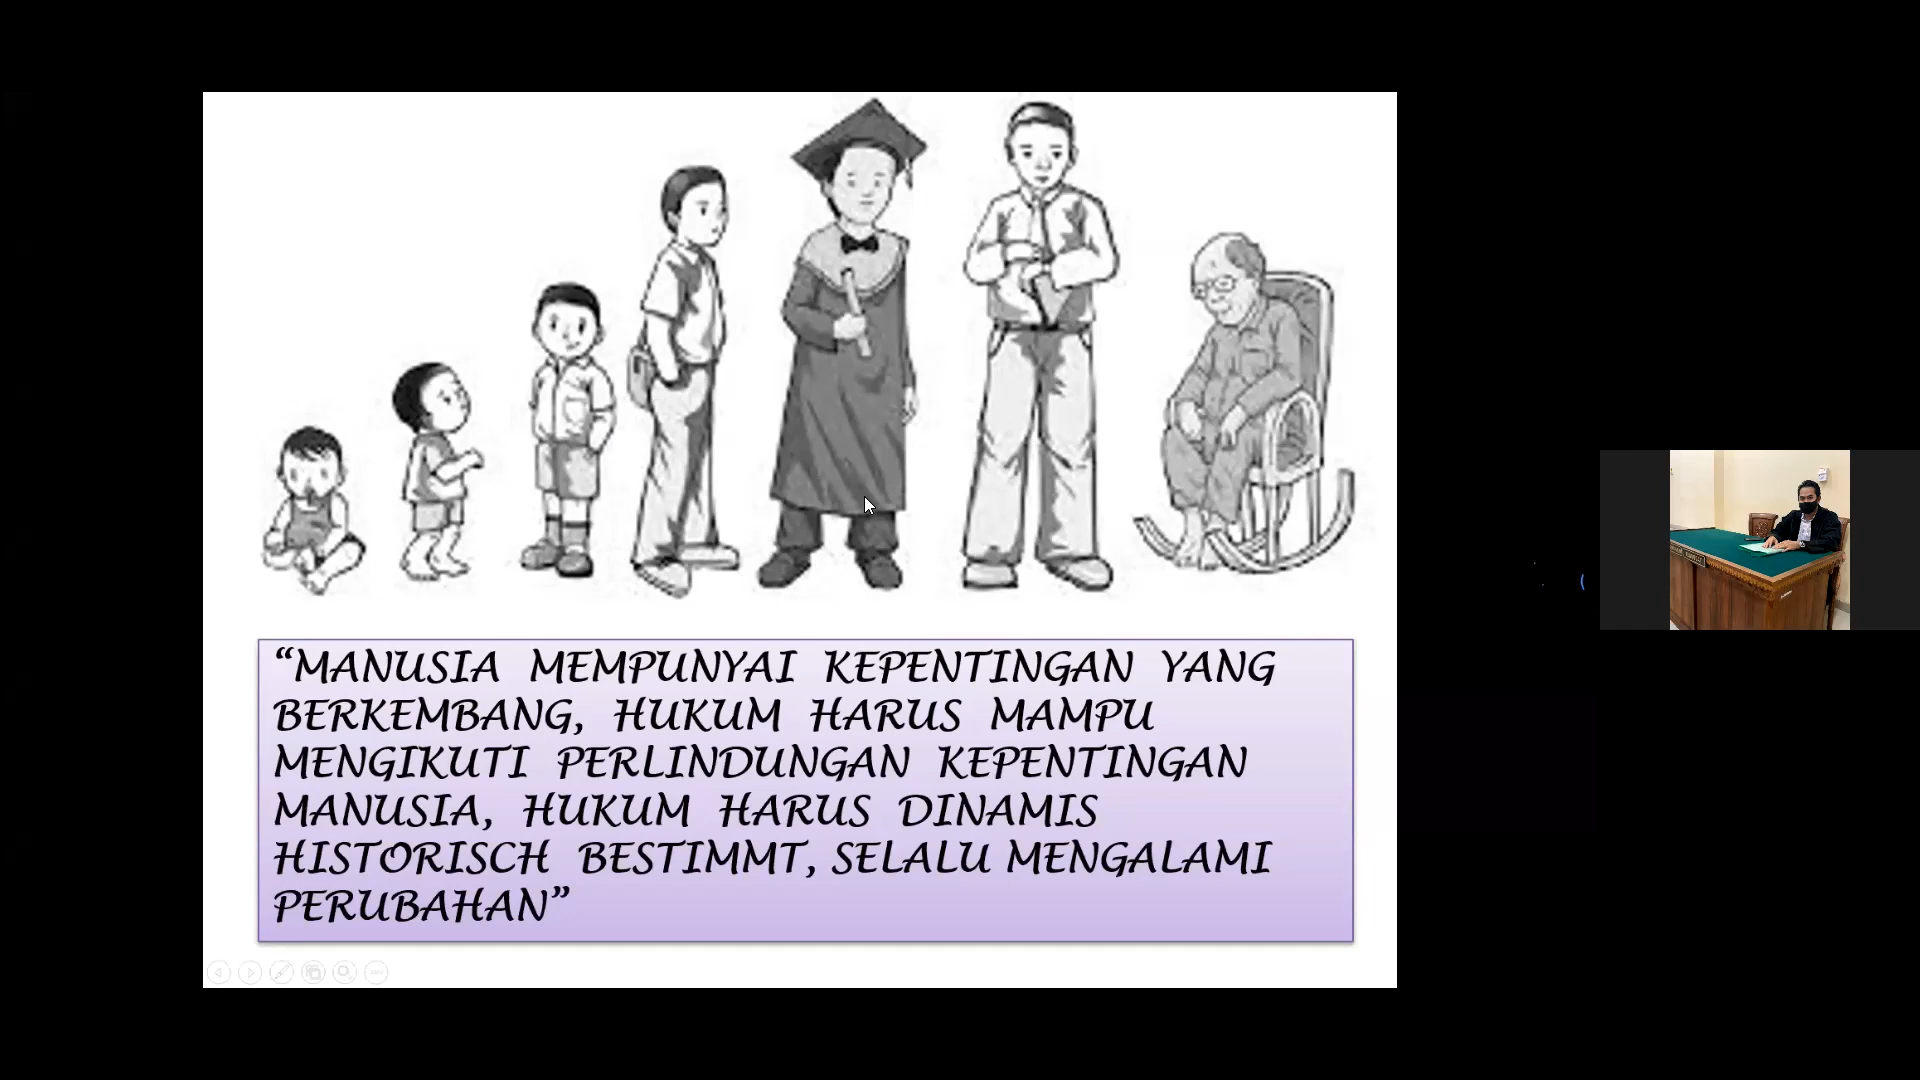 “MANUSIA MEMPUNYAI KEPENTINGAN YANG
BERKEMBANG, HUKUM HARUS MAMPU
MENGIKUTI PERLINDUNGAN KEPENTINGAN
MANUSIA, HUKUM HARUS DINAMIS
HISTORISCH BESTIMMT, SELALU MENGALAMI
PERUBAHAN”